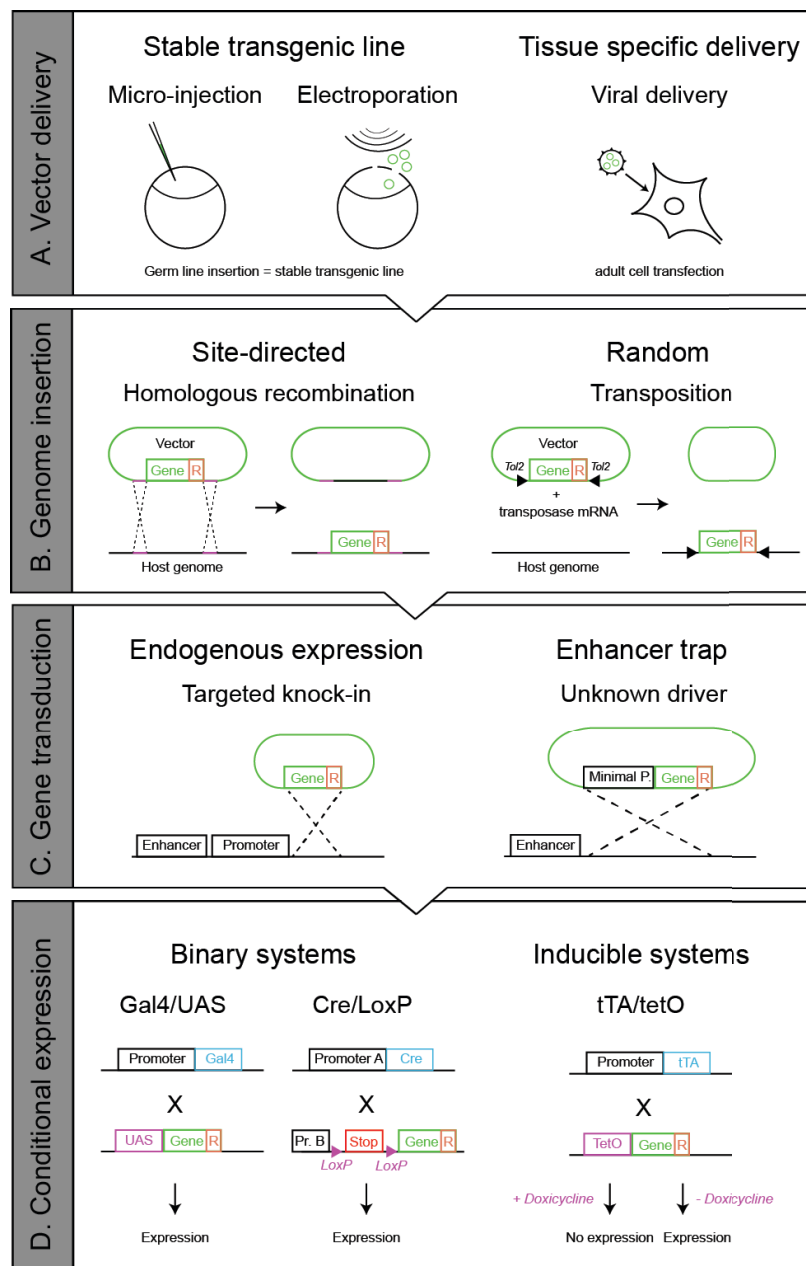 A. Vector delivery
Stable transgenic line
Tissue specific delivery
Micro-injection
Electroporation
Viral delivery
Germ line insertion = stable transgenic line
adult cell transfection
B. Genome insertion
Site-directed
Random
Homologous recombination
Transposition
Vector
Gene R
Vector
Tol2 Gene R Tol2
+
transposase mRNA
Gene R
Gene R
Host genome
Host genome
C. Gene transduction
Endogenous expression
Enhancer trap
Targeted knock-in
Unknown driver
Gene R
Minimal P. Gene R
Enhancer Promoter
Enhancer
D. Conditional expression
Binary systems
Inducible systems
Gal4/UAS
Cre/LoxP
tTA/tetO
Promoter Gal4
Promoter A Cre
Promoter tTA
X
X
X
UAS Gene R
Pr. B Stop Gene R
LoxP LoxP
TetO Gene R
+ Doxicycline
- Doxicycline
Expression
Expression
No expression
Expression